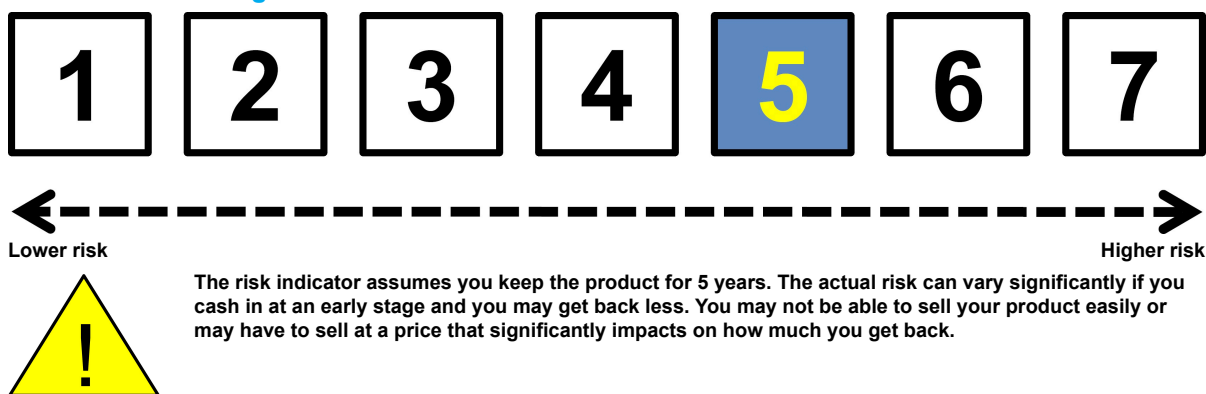 1 2 3 4 5 6 7
Lower risk Higher risk
The risk indicator assumes you keep the product for 5 years. The actual risk can vary significantly if you
cash in at an early stage and you may get back less. You may not be able to sell your product easily or
may have to sell at a price that significantly impacts on how much you get back.
!